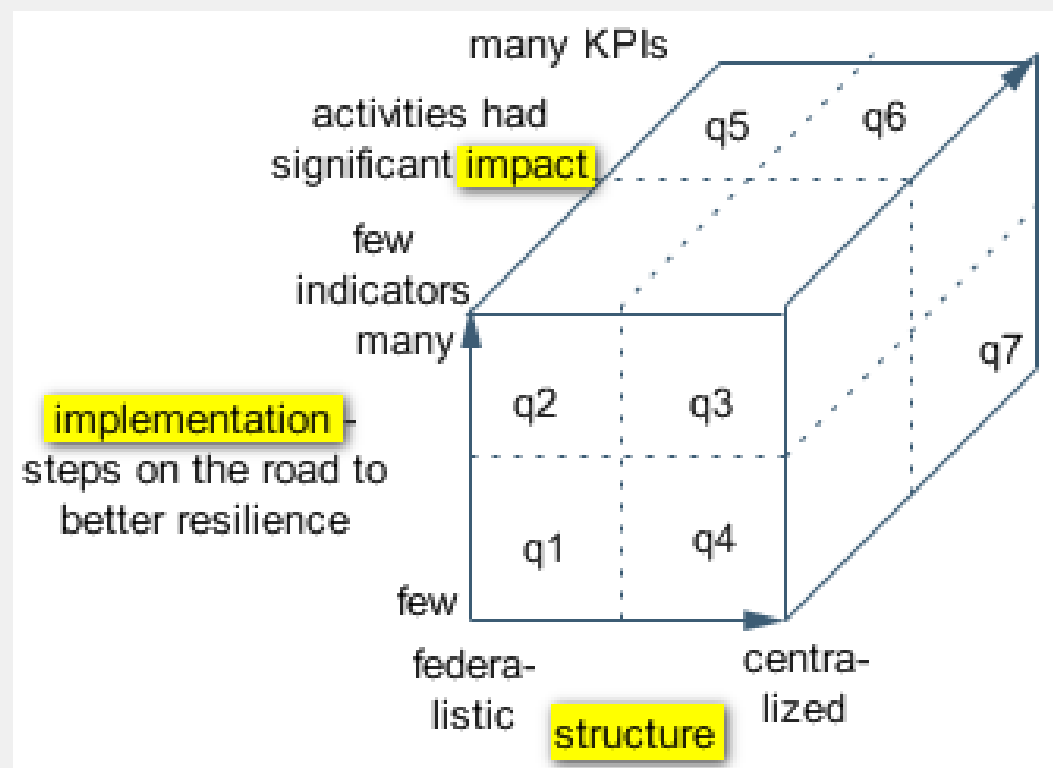 many KPIs
activities had
significant impact
few
indicators
many
implementation -
steps on the road to
better resilience
few
federa-
listic
structure
centra-
lized
q5
q6
q2
q3
q7
q1
q4